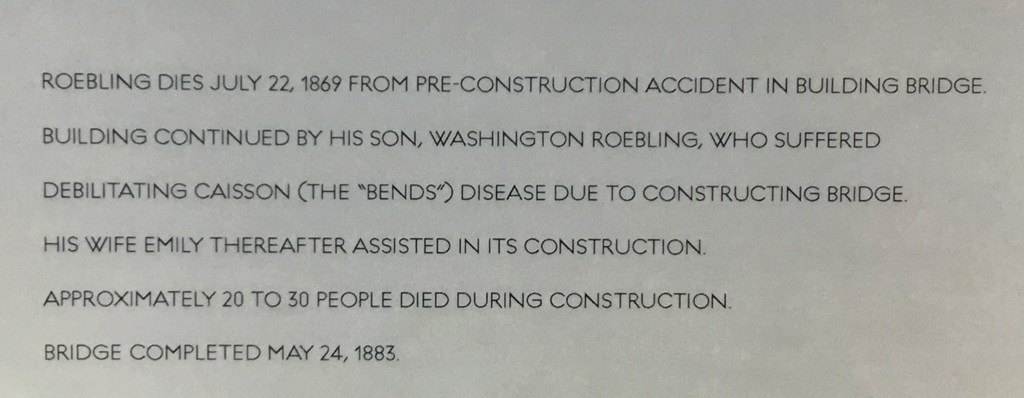 ROEBLING DIES JULY 22, 1869 FROM PRE-CONSTRUCTION ACCIDENT IN BUILDING BRIDGE.
BUILDING CONTINUED BY HIS SON, WASHINGTON ROEBLING, WHO SUFFERED
DEBILITATING CAISSON (THE "BENDS") DISEASE DUE TO CONSTRUCTING BRIDGE.
HIS WIFE EMILY THEREAFTER ASSISTED IN ITS CONSTRUCTION.
APPROXIMATELY 20 TO 30 PEOPLE DIED DURING CONSTRUCTION.
BRIDGE COMPLETED MAY 24, 1883.